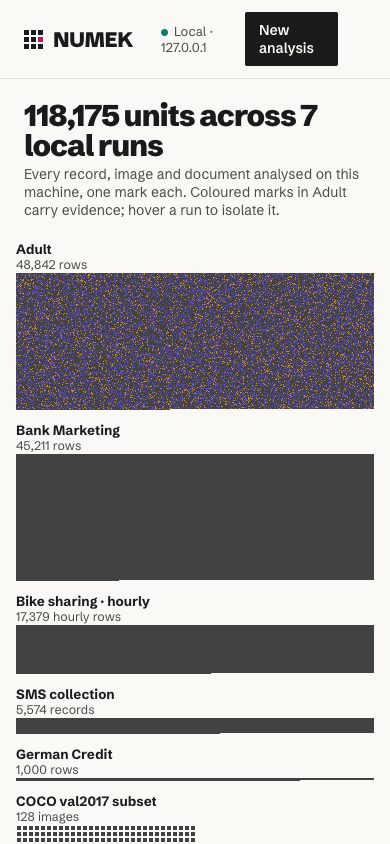 NUMEK
Local ·
127.0.0.1
New
analysis
118,175 units across 7
local runs
Every record, image and document analysed on this
machine, one mark each. Coloured marks in Adult
carry evidence; hover a run to isolate it.
Adult
48,842 rows
Bank Marketing
45,211 rows
Bike sharing · hourly
17,379 hourly rows
SMS collection
5,574 records
German Credit
1,000 rows
COCO val2017 subset
128 images